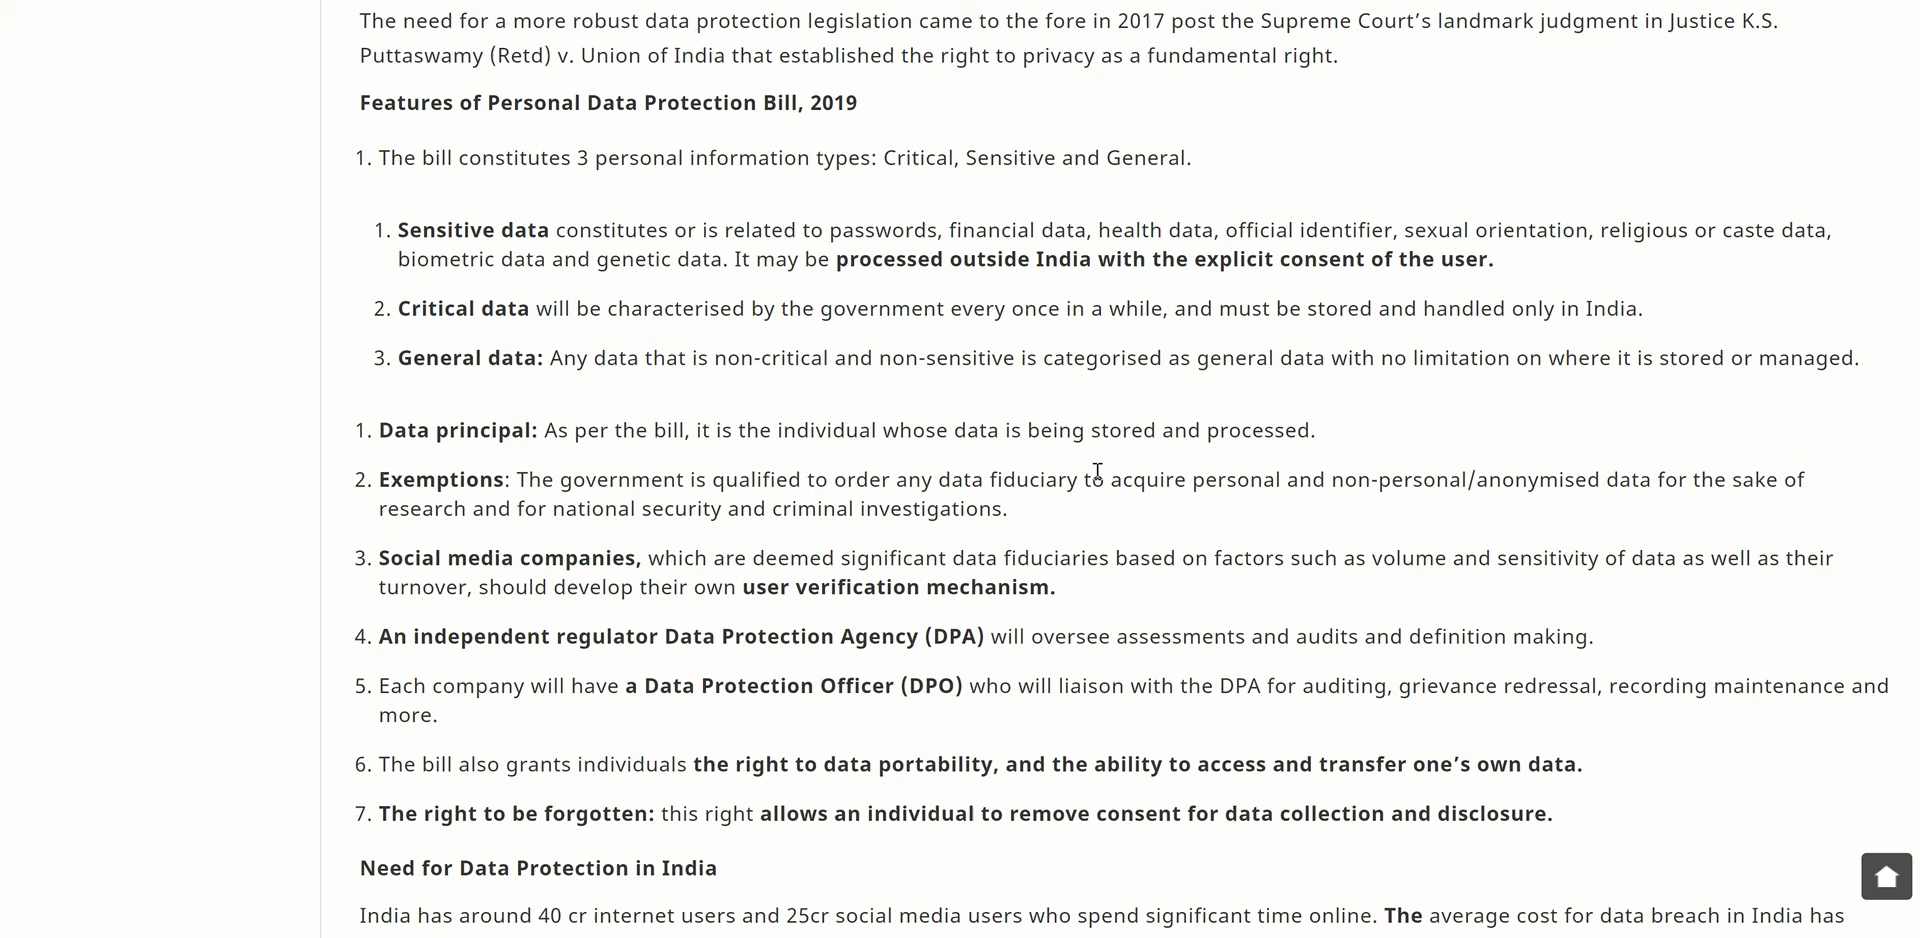 The need for a more robust data protection legislation came to the fore in 2017 post the Supreme Court’s landmark judgment in Justice K.S.
Puttaswamy (Retd) v. Union of India that established the right to privacy as a fundamental right.
Features of Personal Data Protection Bill, 2019
1. The bill constitutes 3 personal information types: Critical, Sensitive and General.
1. Sensitive data constitutes or is related to passwords, financial data, health data, official identifier, sexual orientation, religious or caste data,
biometric data and genetic data. It may be processed outside India with the explicit consent of the user.
2. Critical data will be characterised by the government every once in a while, and must be stored and handled only in India.
3. General data: Any data that is non-critical and non-sensitive is categorised as general data with no limitation on where it is stored or managed.
1. Data principal: As per the bill, it is the individual whose data is being stored and processed.
2. Exemptions: The government is qualified to order any data fiduciary to acquire personal and non-personal/anonymised data for the sake of
research and for national security and criminal investigations.
3. Social media companies, which are deemed significant data fiduciaries based on factors such as volume and sensitivity of data as well as their
turnover, should develop their own user verification mechanism.
4. An independent regulator Data Protection Agency (DPA) will oversee assessments and audits and definition making.
5. Each company will have a Data Protection Officer (DPO) who will liaison with the DPA for auditing, grievance redressal, recording maintenance and
more.
6. The bill also grants individuals the right to data portability, and the ability to access and transfer one’s own data.
7. The right to be forgotten: this right allows an individual to remove consent for data collection and disclosure.
Need for Data Protection in India
India has around 40 cr internet users and 25cr social media users who spend significant time online. The average cost for data breach in India has